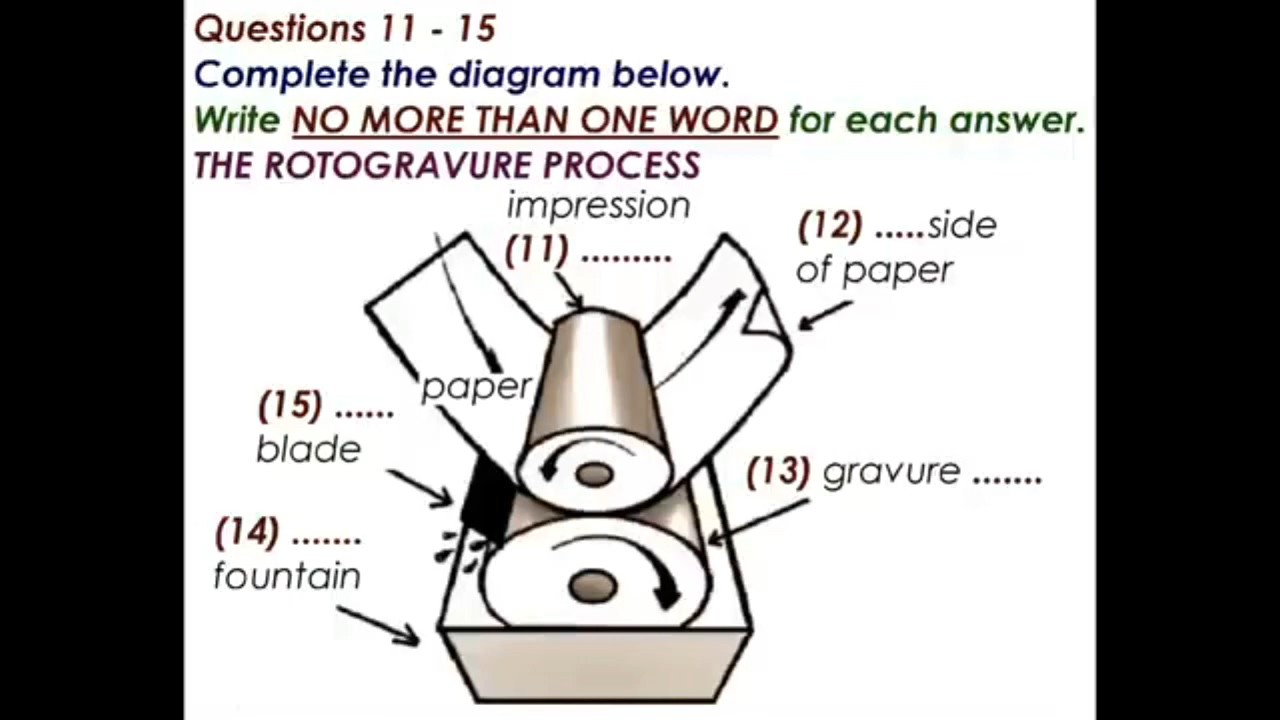 Questions 11 - 15
Complete the diagram below.
Write NO MORE THAN ONE WORD for each answer.
THE ROTOGRAVURE PROCESS
impression
(11) .........
(12) .....side
of paper
paper
(15) ......
blade
(13) gravure .......
(14) .......
fountain